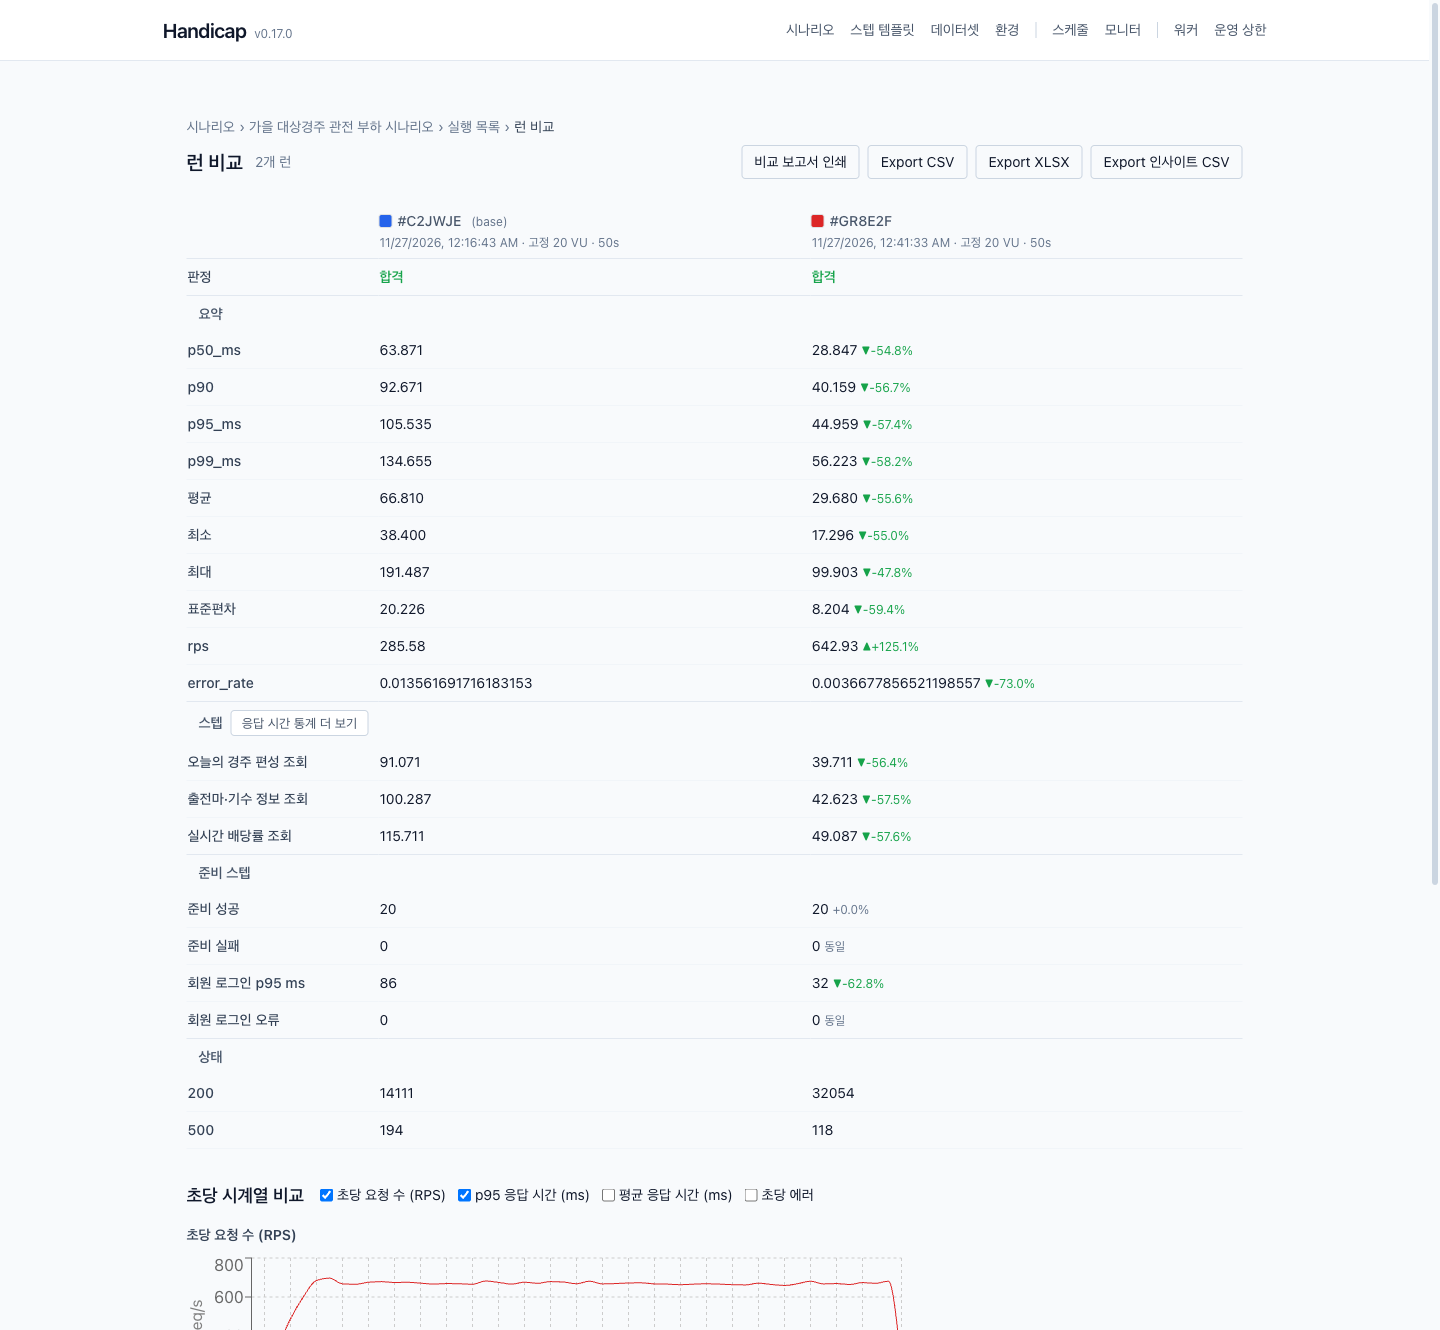 Handicap v0.17.0
시나리오 스텝 템플릿 데이터셋 환경 스케줄 모니터 워커 운영 상한
시나리오 › 가을 대상경주 관전 부하 시나리오 › 실행 목록 › 런 비교
런 비교 2개 런
비교 보고서 인쇄 Export CSV Export XLSX Export 인사이트 CSV
#C2JWJE (base) #GR8E2F
11/27/2026, 12:16:43 AM · 고정 20 VU · 50s 11/27/2026, 12:41:33 AM · 고정 20 VU · 50s
판정 합격 합격
요약
p50_ms 63.871 28.847 ▼-54.8%
p90 92.671 40.159 ▼-56.7%
p95_ms 105.535 44.959 ▼-57.4%
p99_ms 134.655 56.223 ▼-58.2%
평균 66.810 29.680 ▼-55.6%
최소 38.400 17.296 ▼-55.0%
최대 191.487 99.903 ▼-47.8%
표준편차 20.226 8.204 ▼-59.4%
rps 285.58 642.93 ▲+125.1%
error_rate 0.013561691716183153 0.0036677856521198557 ▼-73.0%
스텝 응답 시간 통계 더 보기
오늘의 경주 편성 조회 91.071 39.711 ▼-56.4%
출전마·기수 정보 조회 100.287 42.623 ▼-57.5%
실시간 배당률 조회 115.711 49.087 ▼-57.6%
준비 스텝
준비 성공 20 20 +0.0%
준비 실패 0 0 동일
회원 로그인 p95 ms 86 32 ▼-62.8%
회원 로그인 오류 0 0 동일
상태
200 14111 32054
500 194 118
초당 시계열 비교 초당 요청 수 (RPS) p95 응답 시간 (ms) 평균 응답 시간 (ms) 초당 에러
초당 요청 수 (RPS)
800
600